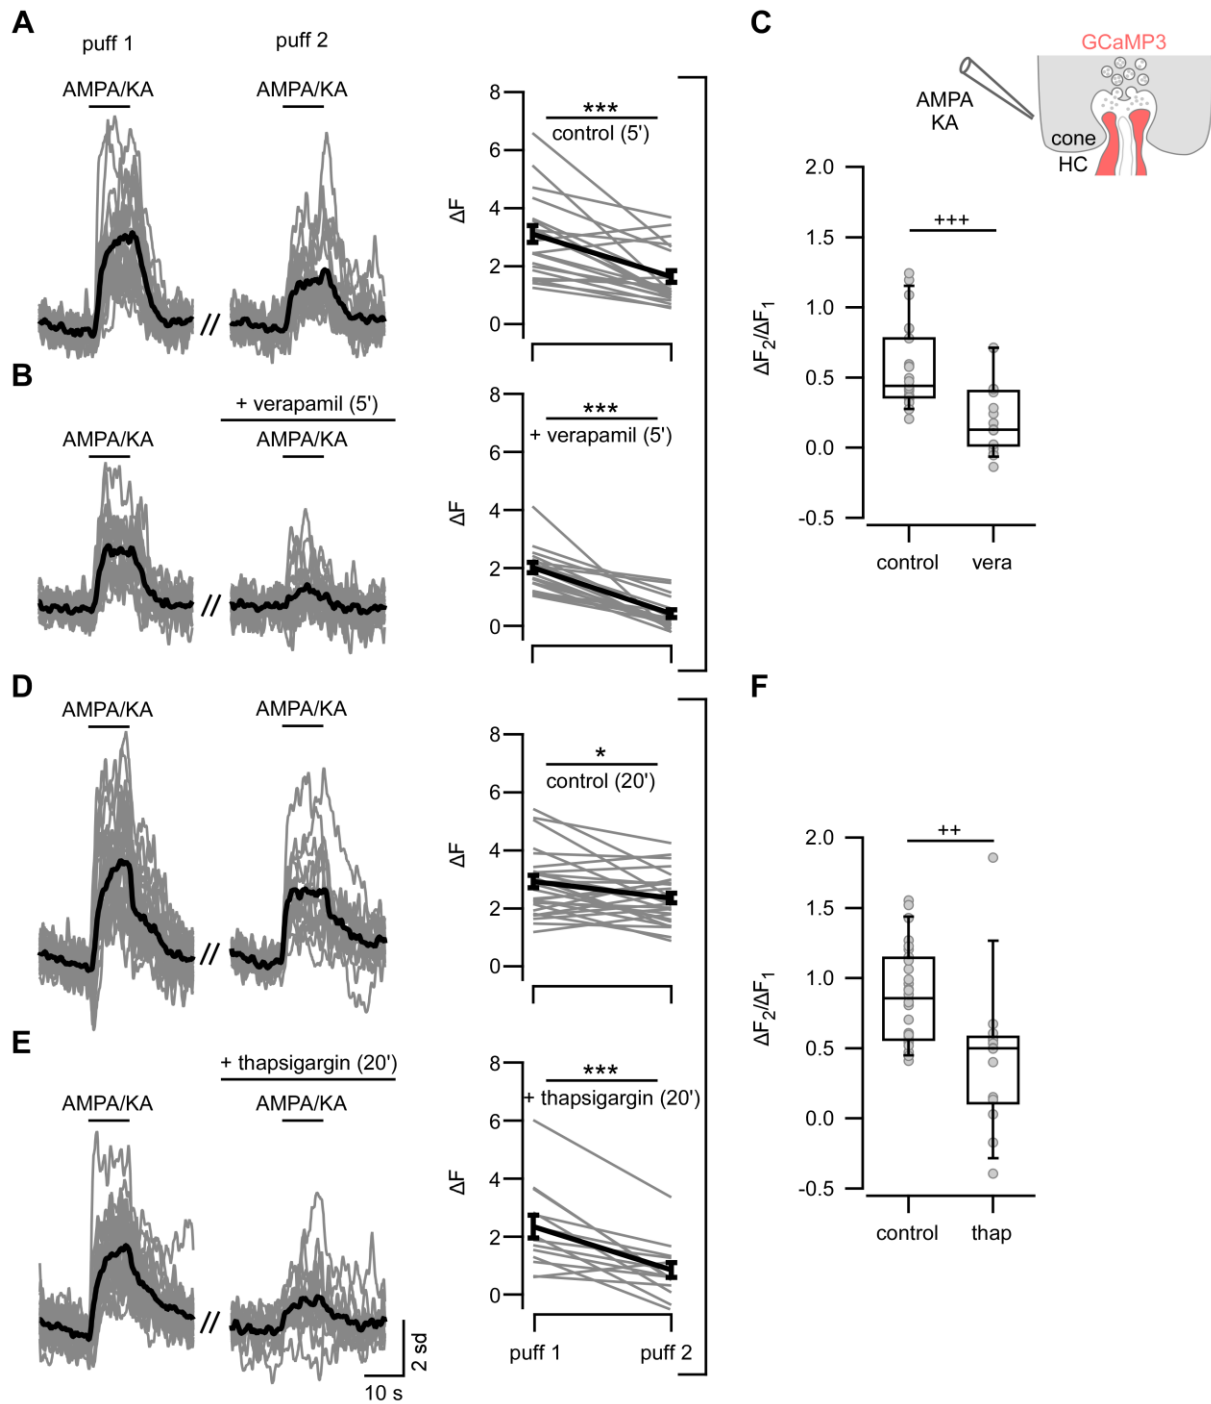 A
puff 1
puff 2
AMPA/KA
AMPA/KA
//
8
6
4
2
0
ΔF
***
control (5')
C
GCaMP3
AMPA
KA
cone
HC
2.0
1.5
1.0
0.5
0.0
-0.5
ΔF2/ΔF1
+++
control
vera
B
+ verapamil (5')
AMPA/KA
AMPA/KA
//
8
6
4
2
0
ΔF
***
+ verapamil (5')
D
AMPA/KA
AMPA/KA
//
8
6
4
2
0
ΔF
*
control (20')
F
2.0
1.5
1.0
0.5
0.0
-0.5
ΔF2/ΔF1
++
control
thap
E
+ thapsigargin (20')
AMPA/KA
AMPA/KA
//
2 sd
10 s
8
6
4
2
0
ΔF
***
+ thapsigargin (20')
puff 1
puff 2